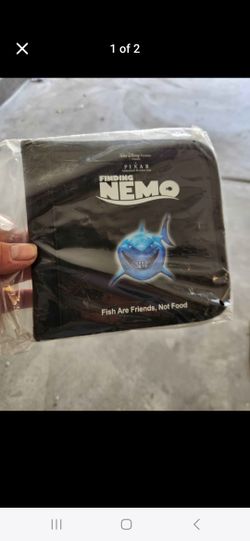 1 of 2
Walt Disney Pictures
PIXAR
FINDING
NEMO
Fish Are Friends, Not Food